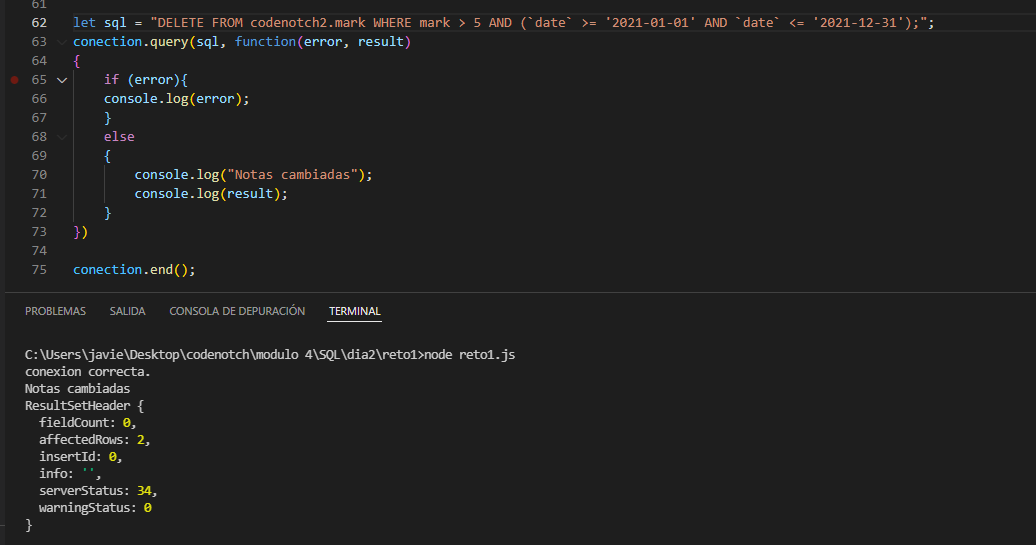 61
62 let sql = "DELETE FROM codenotch2.mark WHERE mark > 5 AND (`date` >= '2021-01-01' AND `date` <= '2021-12-31');";
63 conection.query(sql, function(error, result)
64 {
65 if (error){
66 console.log(error);
67 }
68 else
69 {
70 console.log("Notas cambiadas");
71 console.log(result);
72 }
73 })
74
75 conection.end();
PROBLEMAS SALIDA CONSOLA DE DEPURACIÓN TERMINAL
C:\Users\javie\Desktop\codenotch\modulo 4\SQL\dia2\reto1>node reto1.js
conexion correcta.
Notas cambiadas
ResultSetHeader {
fieldCount: 0,
affectedRows: 2,
insertId: 0,
info: '',
serverStatus: 34,
warningStatus: 0
}